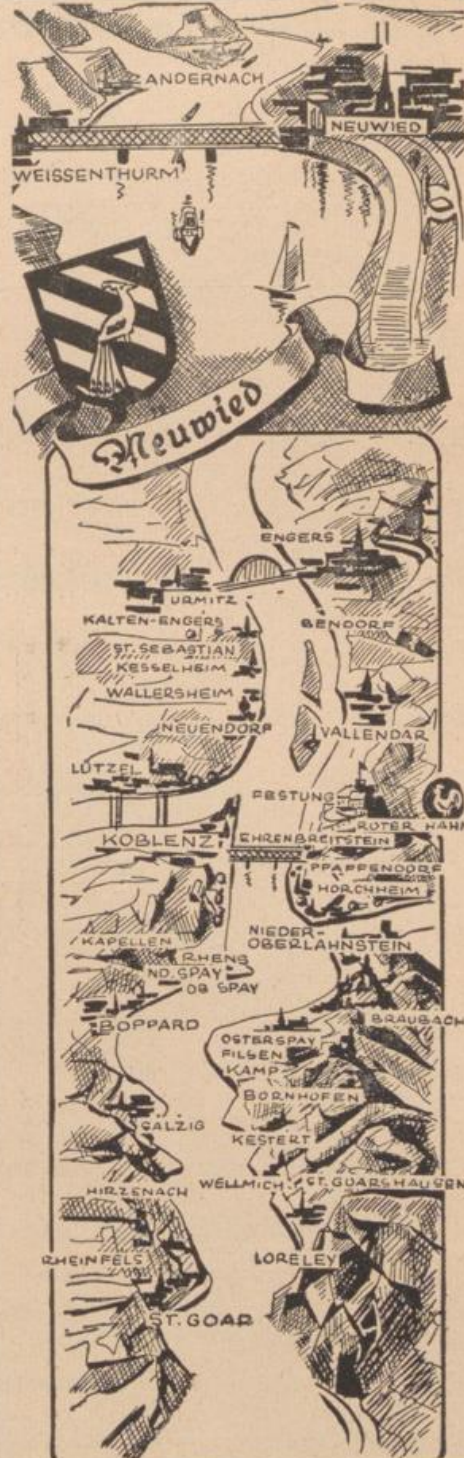 ANDERNACH
NEUWIED
WEISSENTHURM
Neuwied
ENGERS
URMITZ
KALTEN-ENGERS
BENDORF
ST. SEBASTIAN
KESSELHEIM
WALLERSHEIM
NEUENDORF
VALLENDAR
LÜTZEL
FESTUNG
ROTER HAHN
KOBLENZ
EHRENBREITSTEIN
PFAFFENDORF
HORCHHEIM
KAPELLEN
NIEDER-
OBERLAHNSTEIN
RHENS
ND. SPAY
OB SPAY
BOPPARD
BRAUBACH
OSTERSPAY
FILSEN
KAMP
BORNHOFEN
SALZIG
KESTERT
HIRZENACH
WELLMICH
ST. GOARSHAUSEN
RHEINFELS
LORELEY
ST. GOAR